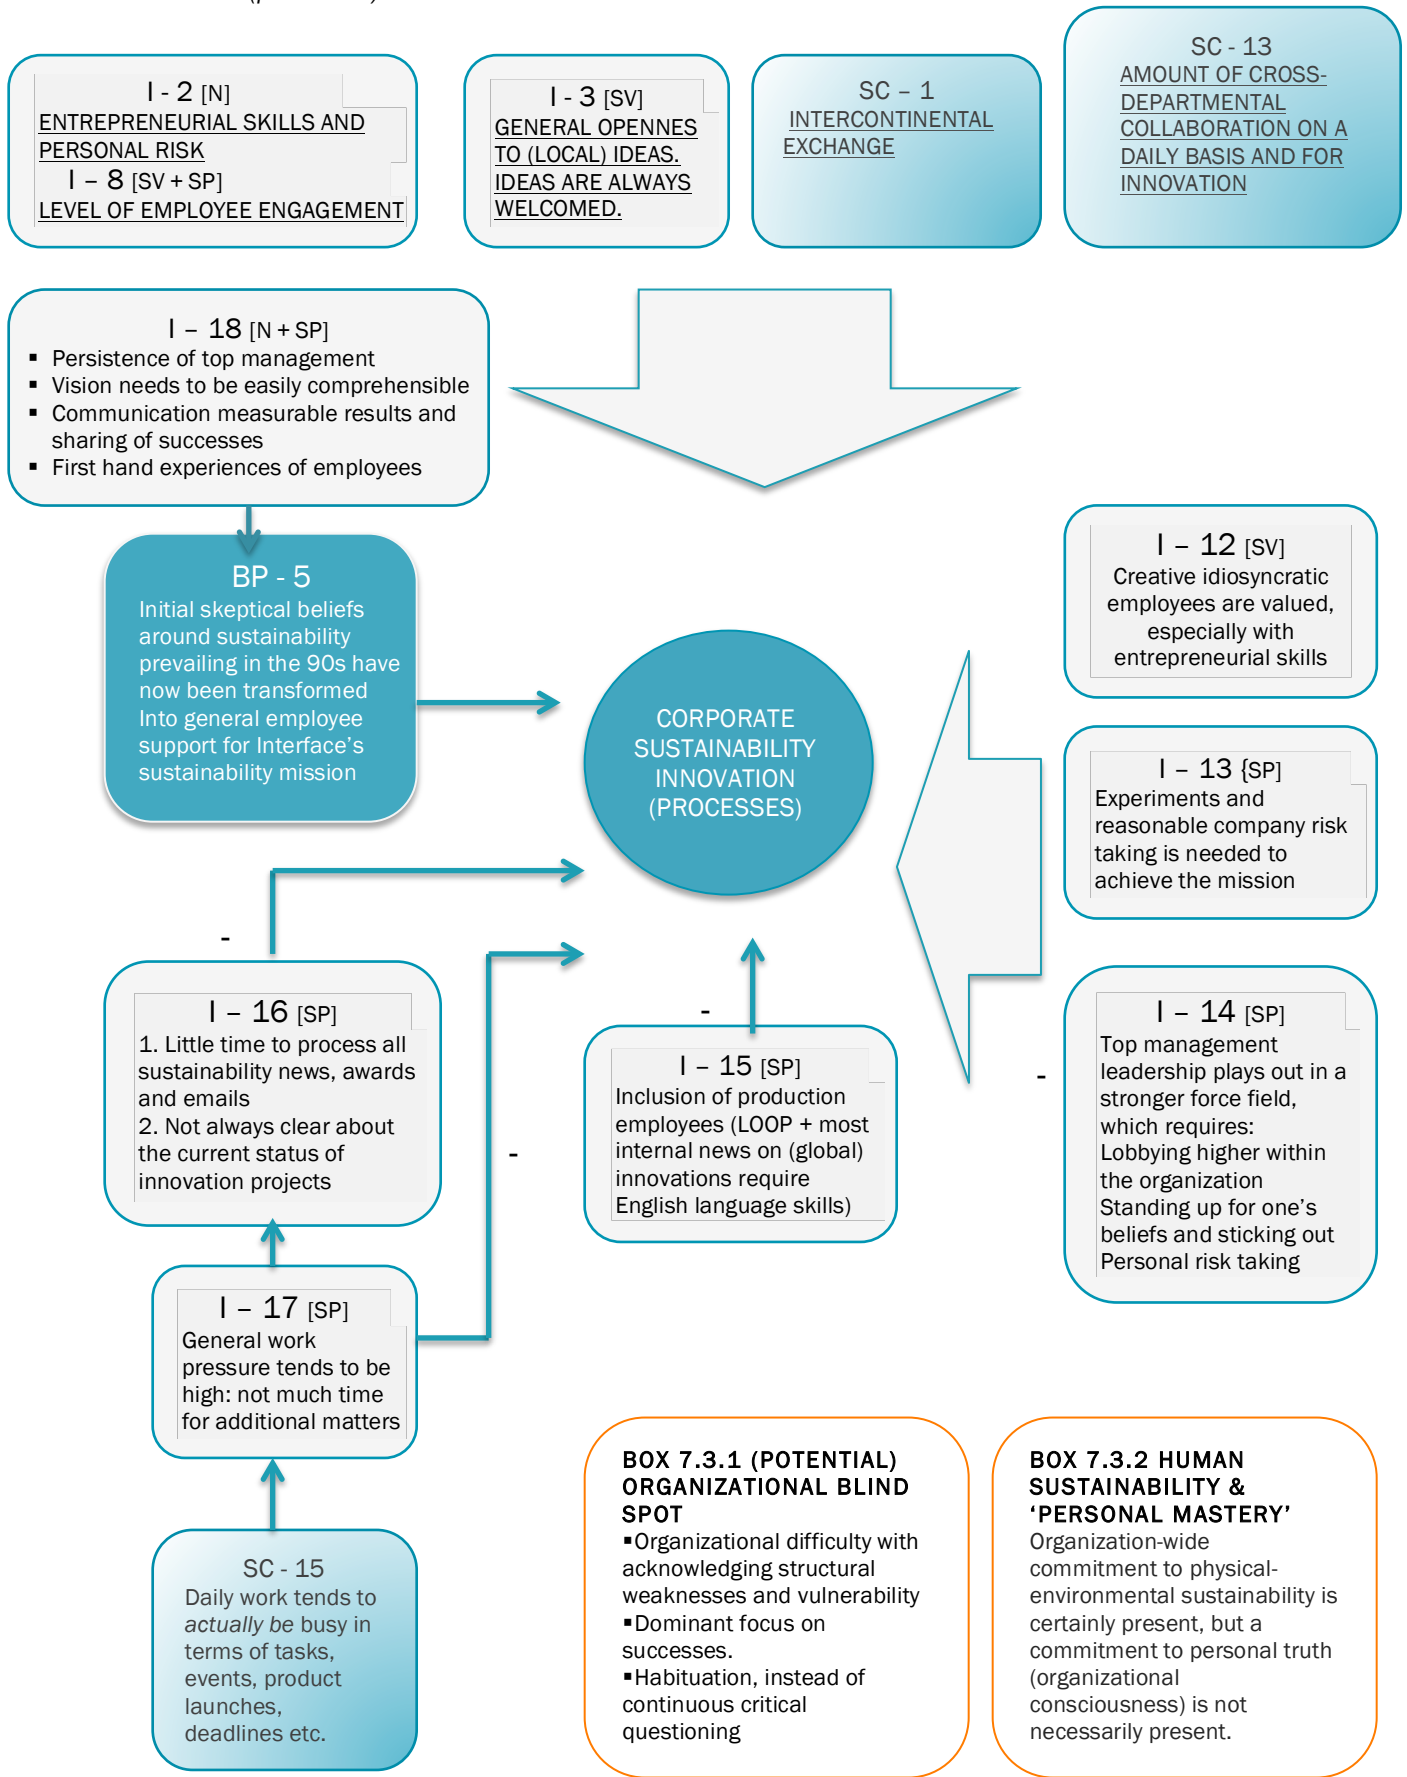 I - 2 [N]
ENTREPRENEURIAL SKILLS AND
PERSONAL RISK
I – 8 [SV + SP]
LEVEL OF EMPLOYEE ENGAGEMENT
I - 3 [SV]
GENERAL OPENNES
TO (LOCAL) IDEAS.
IDEAS ARE ALWAYS
WELCOMED.
SC – 1
INTERCONTINENTAL
EXCHANGE
SC - 13
AMOUNT OF CROSS-
DEPARTMENTAL
COLLABORATION ON A
DAILY BASIS AND FOR
INNOVATION
I – 18 [N + SP]
▪ Persistence of top management
▪ Vision needs to be easily comprehensible
▪ Communication measurable results and
sharing of successes
▪ First hand experiences of employees
BP - 5
Initial skeptical beliefs
around sustainability
prevailing in the 90s have
now been transformed
Into general employee
support for Interface’s
sustainability mission
CORPORATE
SUSTAINABILITY
INNOVATION
(PROCESSES)
I – 12 [SV]
Creative idiosyncratic
employees are valued,
especially with
entrepreneurial skills
I – 13 {SP]
Experiments and
reasonable company risk
taking is needed to
achieve the mission
-
I – 14 [SP]
Top management
leadership plays out in a
stronger force field,
which requires:
Lobbying higher within
the organization
Standing up for one’s
beliefs and sticking out
Personal risk taking
-
I – 16 [SP]
1. Little time to process all
sustainability news, awards
and emails
2. Not always clear about
the current status of
innovation projects
-
-
I – 15 [SP]
Inclusion of production
employees (LOOP + most
internal news on (global)
innovations require
English language skills)
I – 17 [SP]
General work
pressure tends to be
high: not much time
for additional matters
SC - 15
Daily work tends to
actually be busy in
terms of tasks,
events, product
launches,
deadlines etc.
BOX 7.3.1 (POTENTIAL)
ORGANIZATIONAL BLIND
SPOT
▪Organizational difficulty with
acknowledging structural
weaknesses and vulnerability
▪Dominant focus on
successes.
▪Habituation, instead of
continuous critical
questioning
BOX 7.3.2 HUMAN
SUSTAINABILITY &
‘PERSONAL MASTERY’
Organization-wide
commitment to physical-
environmental sustainability is
certainly present, but a
commitment to personal truth
(organizational
consciousness) is not
necessarily present.